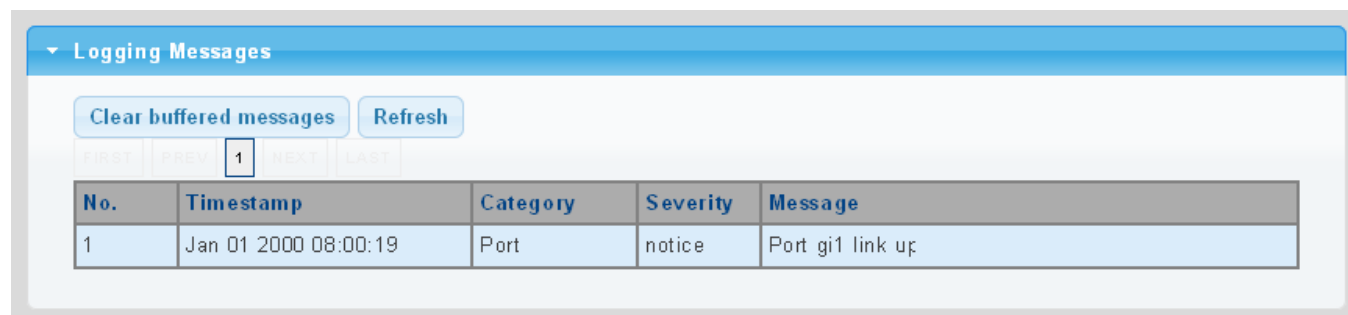 Logging Messages
Clear buffered messages Refresh
FIRST PREV 1 NEXT LAST
No. Timestamp Category Severity Message
1 Jan 01 2000 08:00:19 Port notice Port gi1 link up